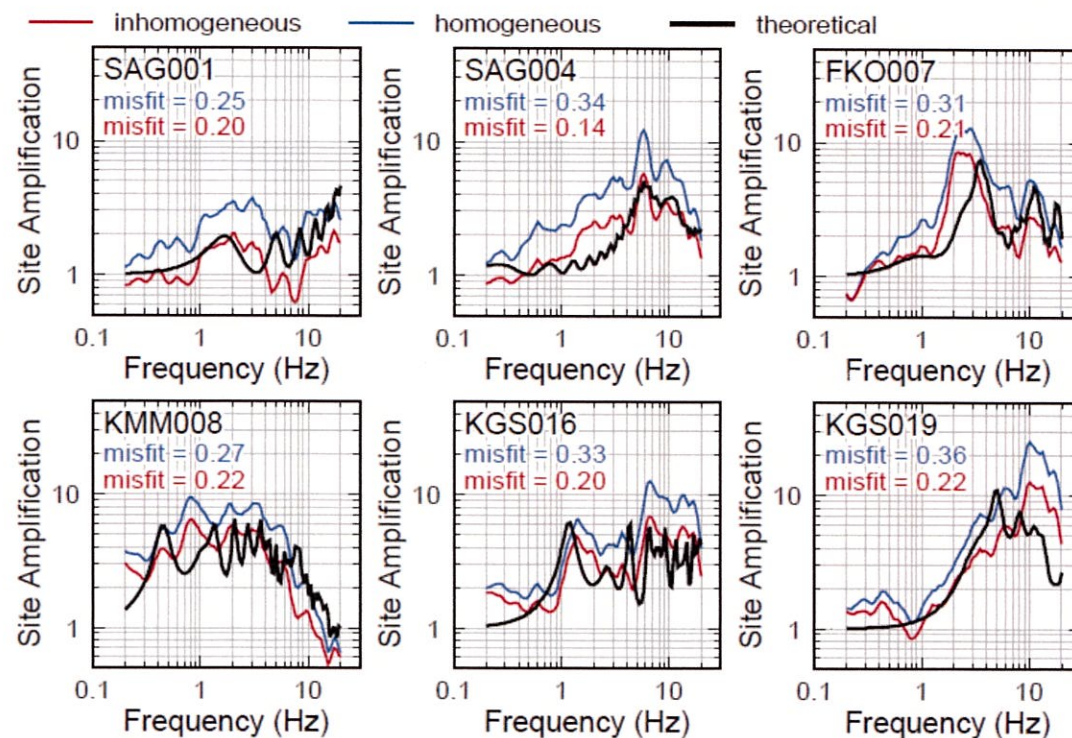 inhomogeneous homogeneous theoretical
SAG001
misfit = 0.25
misfit = 0.20
Site Amplification
10
1
0.1 1 10
Frequency (Hz)
SAG004
misfit = 0.34
misfit = 0.14
Site Amplification
10
1
0.1 1 10
Frequency (Hz)
FKO007
misfit = 0.31
misfit = 0.21
Site Amplification
10
1
0.1 1 10
Frequency (Hz)
KMM008
misfit = 0.27
misfit = 0.22
Site Amplification
10
1
0.1 1 10
Frequency (Hz)
KGS016
misfit = 0.33
misfit = 0.20
Site Amplification
10
1
0.1 1 10
Frequency (Hz)
KGS019
misfit = 0.36
misfit = 0.22
Site Amplification
10
1
0.1 1 10
Frequency (Hz)